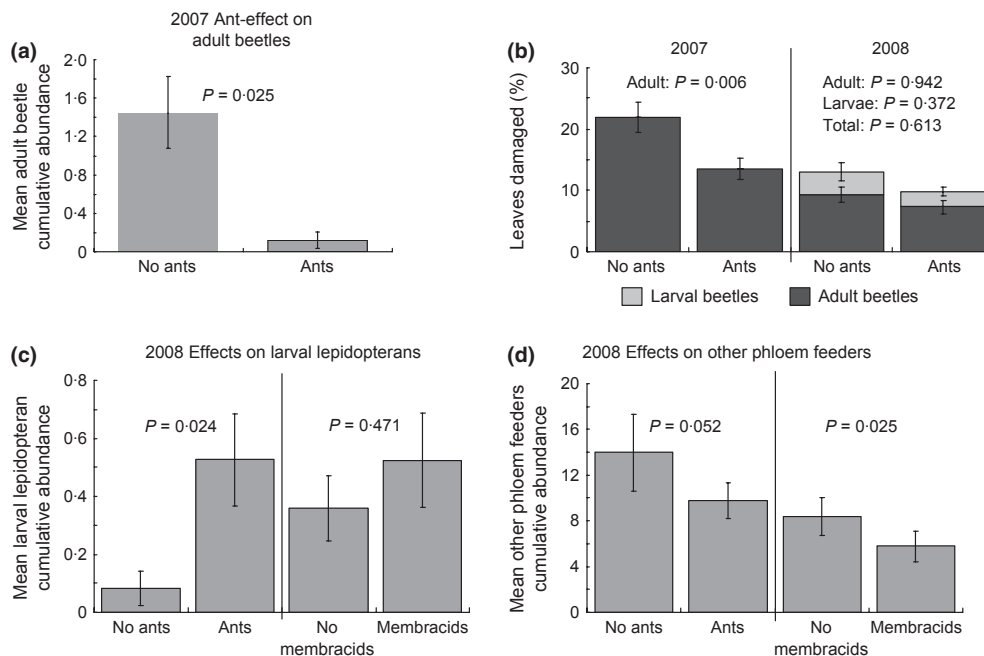 (a)
2007 Ant-effect on
adult beetles
Mean adult beetle
cumulative abundance
2·0
1·6
1·2
0·8
0·4
0
P = 0·025
No ants
Ants
(b)
2007
2008
Leaves damaged (%)
30
20
10
0
Adult: P = 0·006
Adult: P = 0·942
Larvae: P = 0·372
Total: P = 0·613
No ants
Ants
No ants
Ants
Larval beetles
Adult beetles
(c)
2008 Effects on larval lepidopterans
Mean larval lepidopteran
cumulative abundance
0·8
0·6
0·4
0·2
0
P = 0·024
P = 0·471
No ants
Ants
No
membracids
Membracids
(d)
2008 Effects on other phloem feeders
Mean other phloem feeders
cumulative abundance
20
16
12
8
4
0
P = 0·052
P = 0·025
No ants
Ants
No
membracids
Membracids